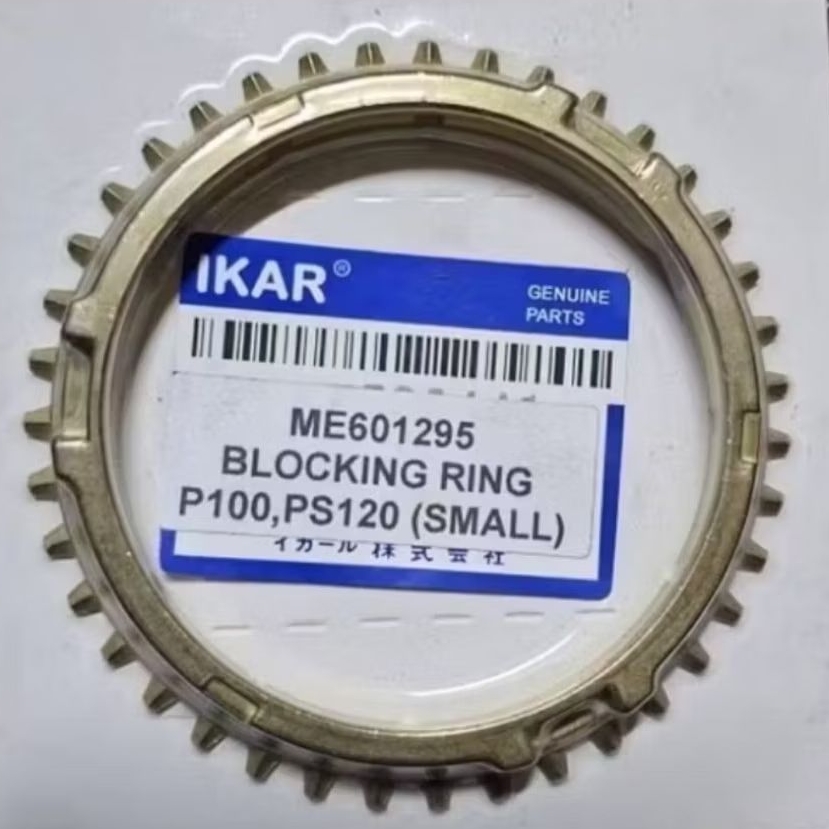 IKAR®
GENUINE
PARTS
ME601295
BLOCKING RING
P100,PS120 (SMALL)
イカール 株式会社